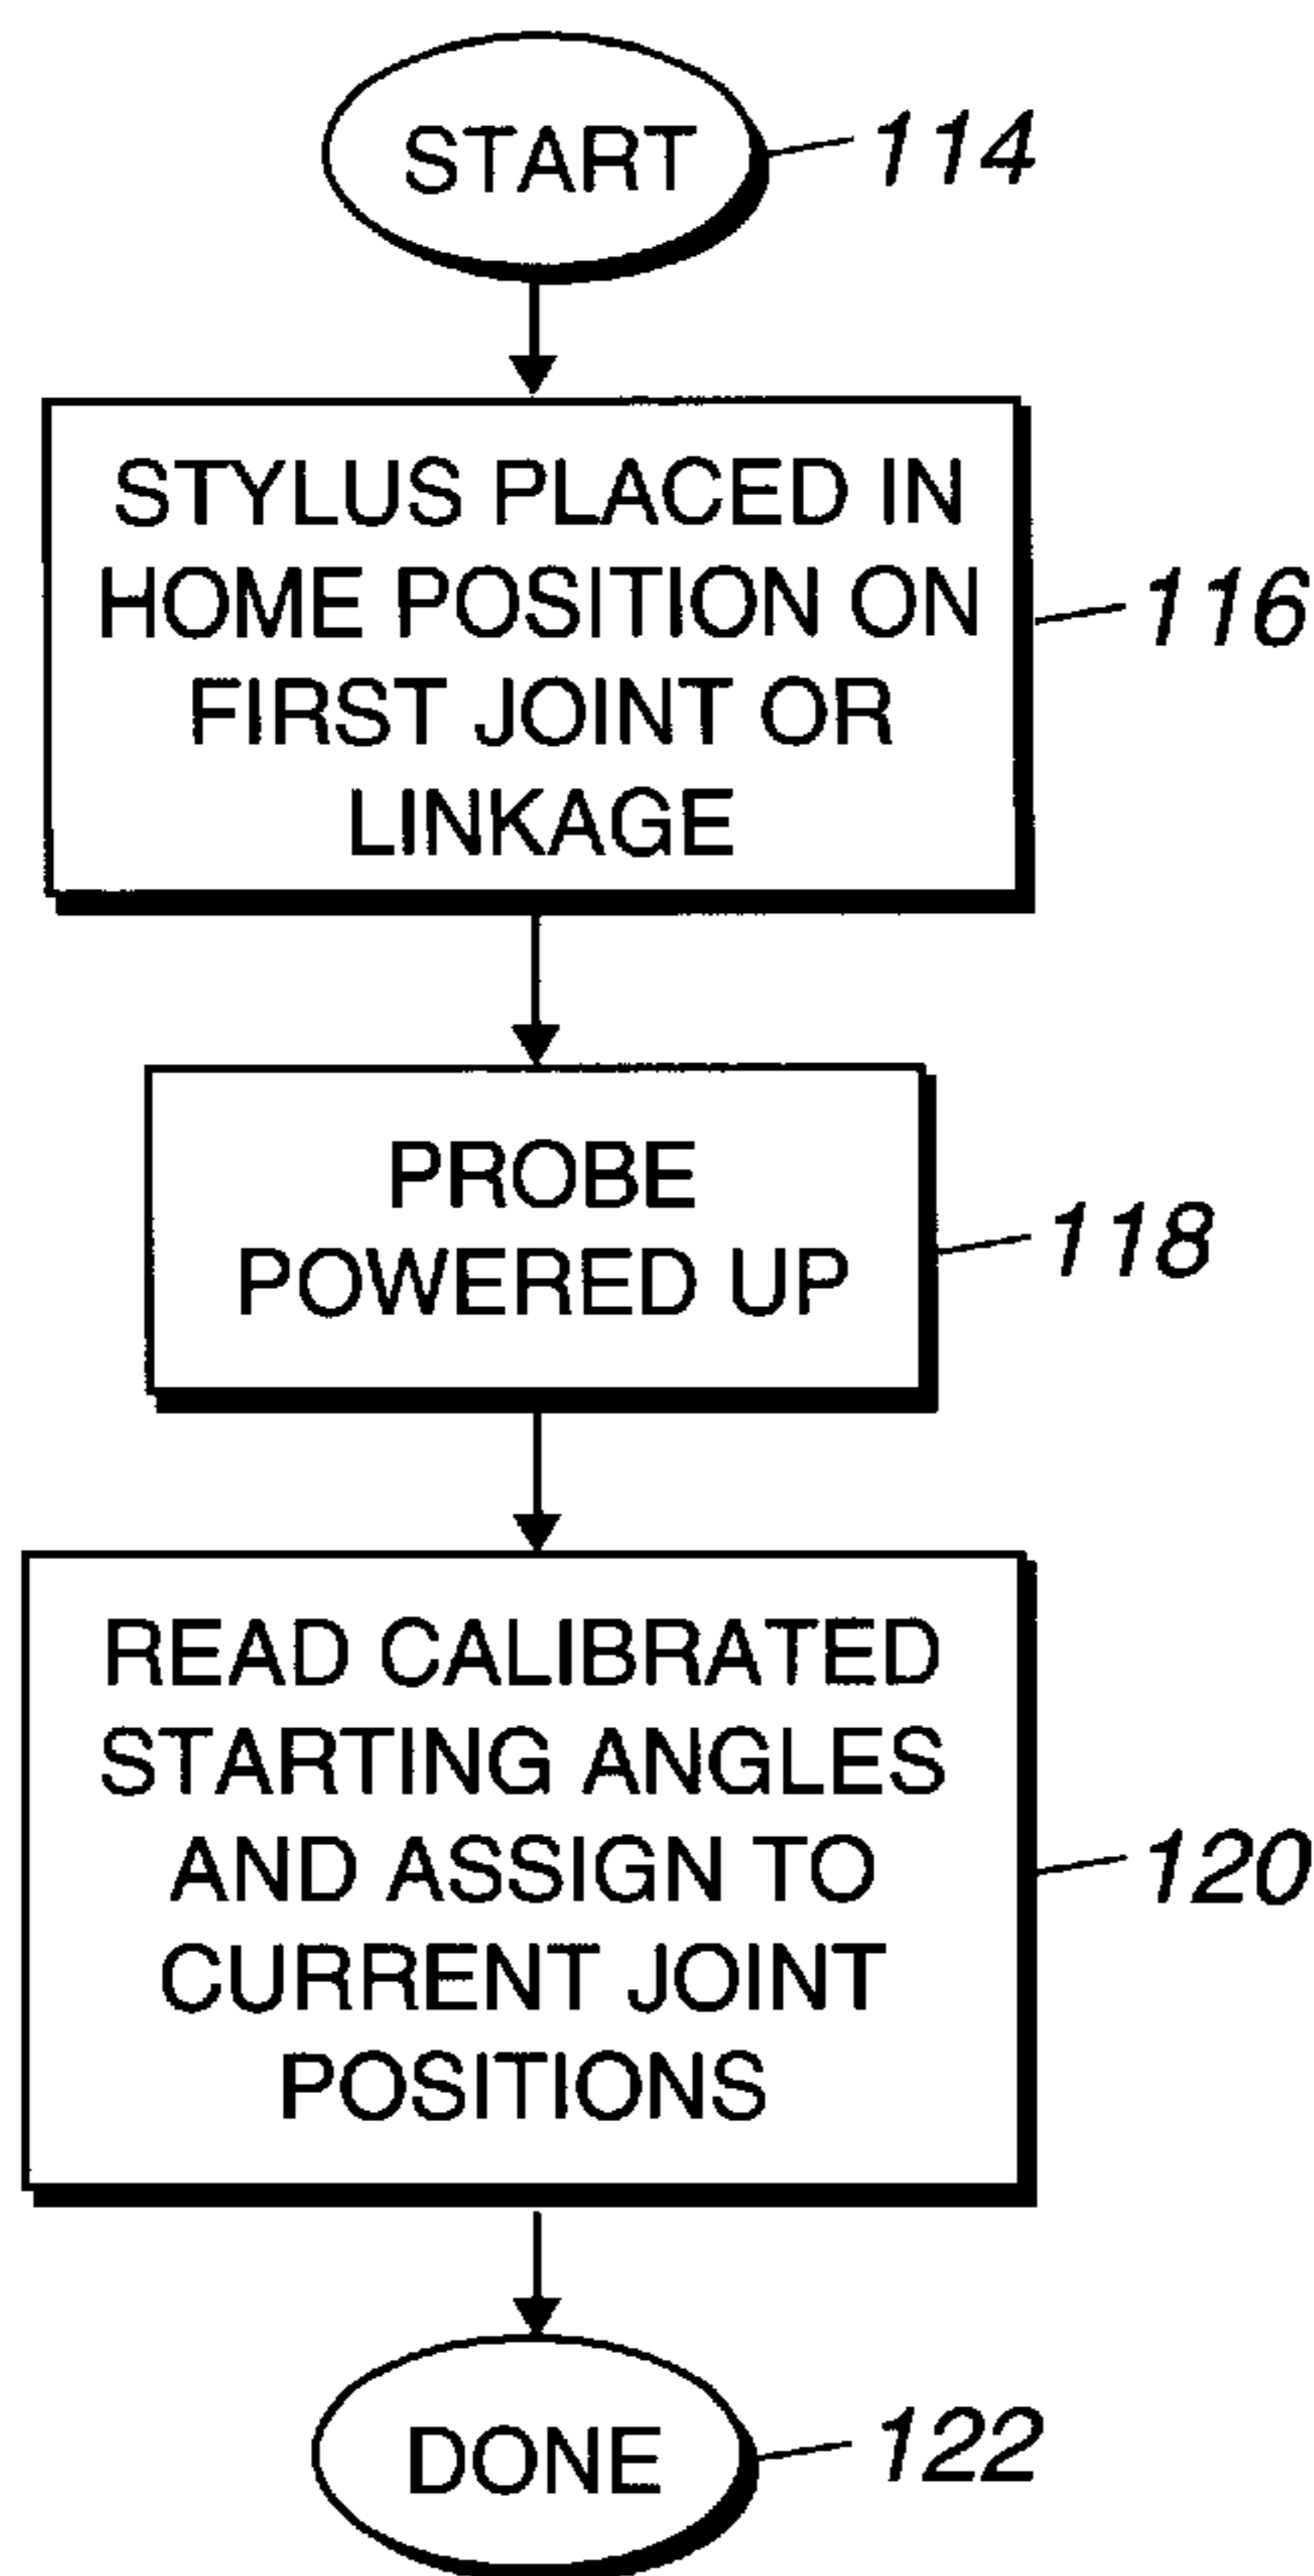 START
114
STYLUS PLACED IN
HOME POSITION ON
FIRST JOINT OR
LINKAGE
116
PROBE
POWERED UP
118
READ CALIBRATED
STARTING ANGLES
AND ASSIGN TO
CURRENT JOINT
POSITIONS
120
DONE
122